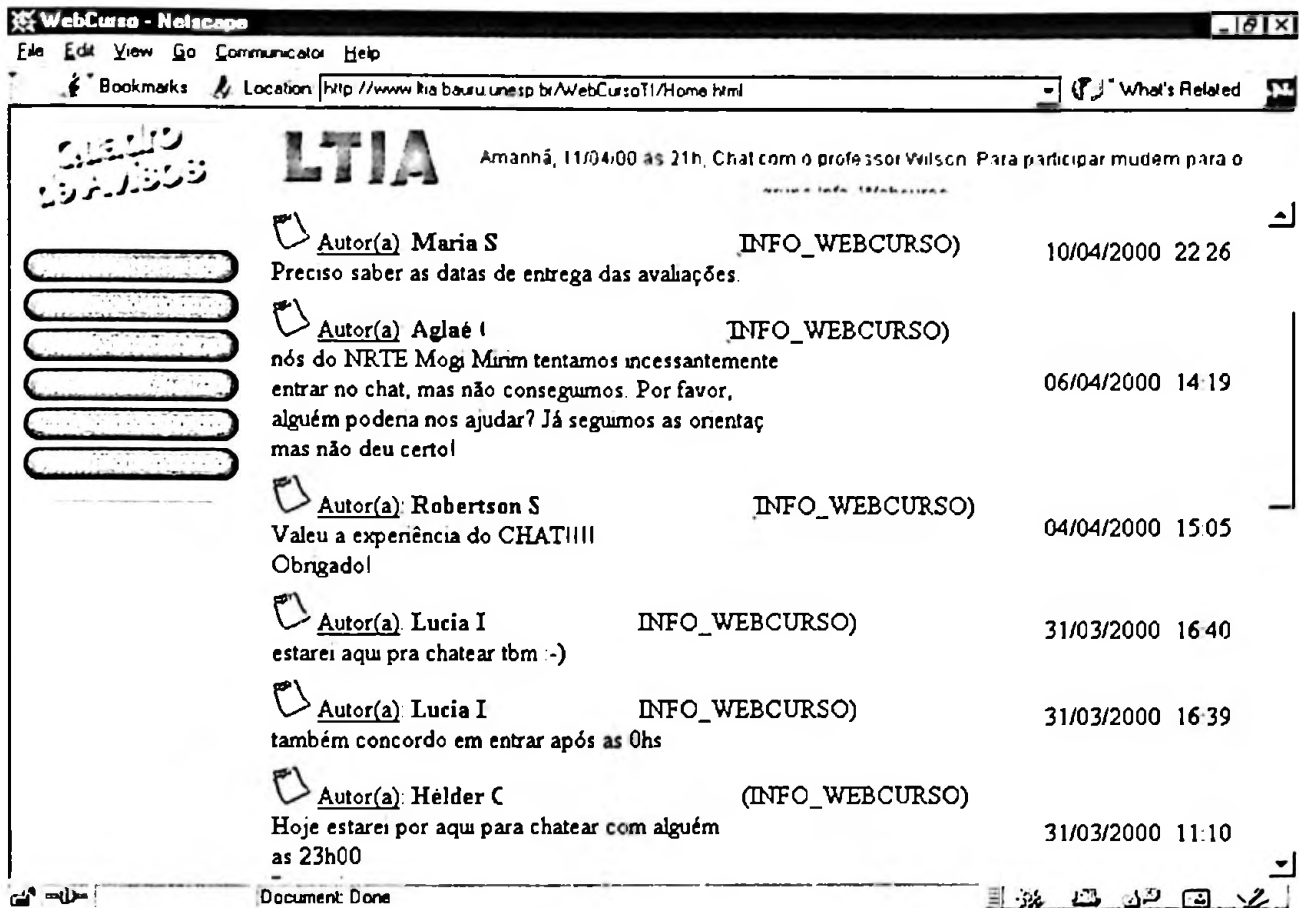 WebCurso - Netscape
File Edit View Go Communicator Help
Bookmarks Location http://www.ltia.bauru.unesp.br/WebCursoT1/Home.html What's Related
Quadro
de Avisos
LTIA
Amanhã, 11/04/00 as 21h, Chat com o professor Wilson. Para participar mudem para o
Autor(a) Maria S INFO_WEBCURSO) 10/04/2000 22:26
Preciso saber as datas de entrega das avaliações.
Autor(a) Aglaé INFO_WEBCURSO)
nós do NRTE Mogi Mirim tentamos incessantemente
entrar no chat, mas não conseguimos. Por favor, 06/04/2000 14:19
alguém poderia nos ajudar? Já seguimos as orientaç
mas não deu certo!
Autor(a): Robertson S INFO_WEBCURSO)
Valeu a experiência do CHAT!!!! 04/04/2000 15:05
Obrigado!
Autor(a): Lucia I INFO_WEBCURSO) 31/03/2000 16:40
estarei aqui pra chatear tbm :-)
Autor(a): Lucia I INFO_WEBCURSO) 31/03/2000 16:39
também concordo em entrar após as 0hs
Autor(a): Hélder C (INFO_WEBCURSO)
Hoje estarei por aqui para chatear com alguém 31/03/2000 11:10
as 23h00
Document: Done